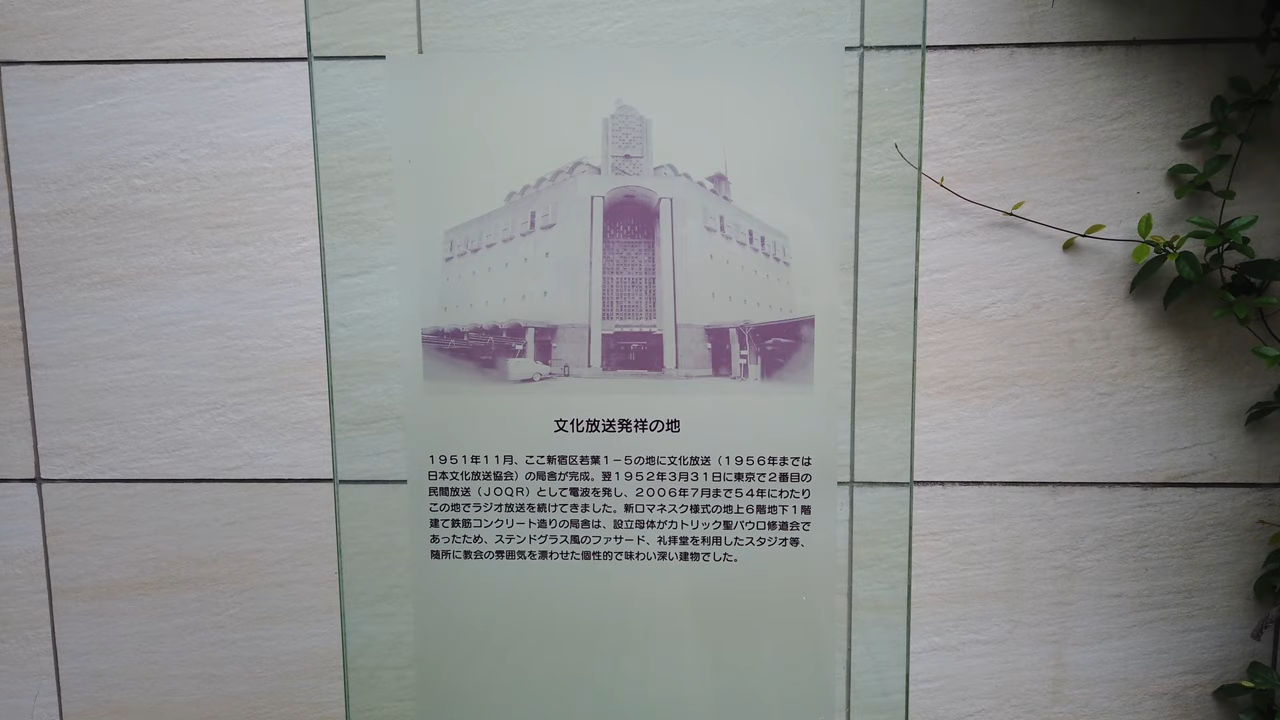 文化放送発祥の地
1951年11月、ここ新宿区若葉1－5の地に文化放送（1956年までは
日本文化放送協会）の局舎が完成。翌1952年3月31日に東京で2番目の
民間放送（JOQR）として電波を発し、2006年7月まで54年にわたり
この地でラジオ放送を続けてきました。新ロマネスク様式の地上6階地下1階
建て鉄筋コンクリート造りの局舎は、設立母体がカトリック聖パウロ修道会で
あったため、ステンドグラス風のファサード、礼拝堂を利用したスタジオ等、
随所に教会の雰囲気を漂わせた個性的で味わい深い建物でした。